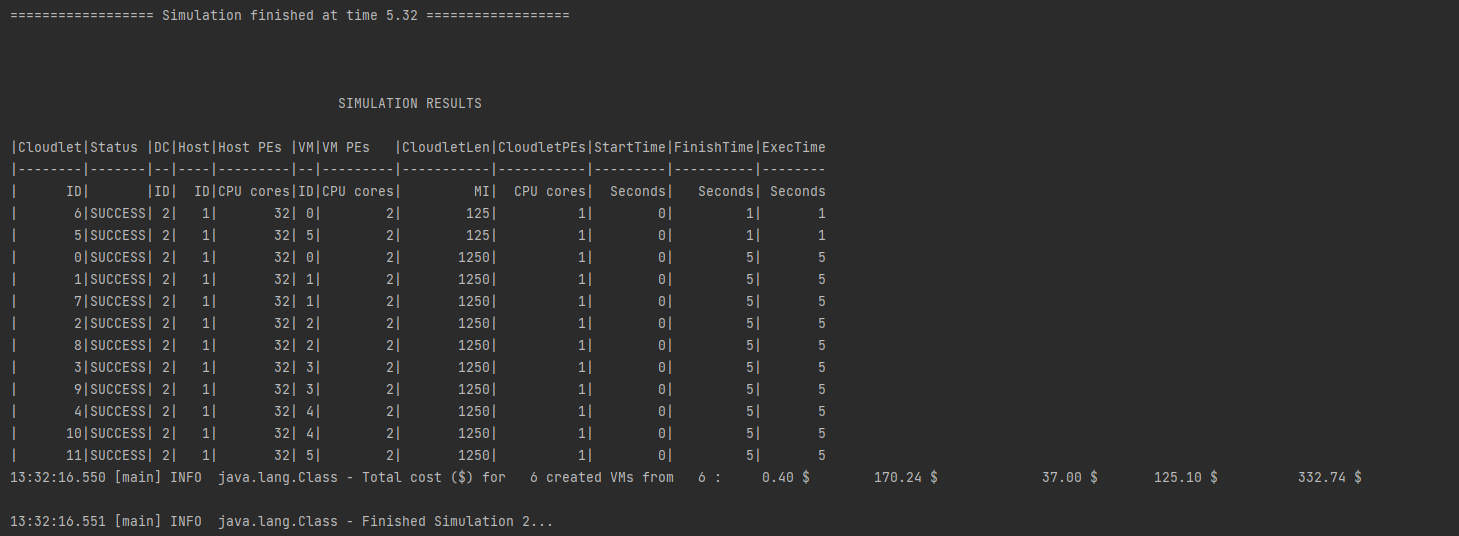 ================== Simulation finished at time 5.32 ==================
SIMULATION RESULTS
|Cloudlet|Status |DC|Host|Host PEs |VM|VM PEs   |CloudletLen|CloudletPEs|StartTime|FinishTime|ExecTime
|--------|-------|--|----|---------|--|---------|-----------|-----------|---------|----------|--------
|      ID|       |ID|  ID|CPU cores|ID|CPU cores|         MI|  CPU cores|  Seconds|   Seconds| Seconds
|       6|SUCCESS| 2|   1|       32| 0|        2|        125|          1|        0|         1|       1
|       5|SUCCESS| 2|   1|       32| 5|        2|        125|          1|        0|         1|       1
|       0|SUCCESS| 2|   1|       32| 0|        2|       1250|          1|        0|         5|       5
|       1|SUCCESS| 2|   1|       32| 1|        2|       1250|          1|        0|         5|       5
|       7|SUCCESS| 2|   1|       32| 1|        2|       1250|          1|        0|         5|       5
|       2|SUCCESS| 2|   1|       32| 2|        2|       1250|          1|        0|         5|       5
|       8|SUCCESS| 2|   1|       32| 2|        2|       1250|          1|        0|         5|       5
|       3|SUCCESS| 2|   1|       32| 3|        2|       1250|          1|        0|         5|       5
|       9|SUCCESS| 2|   1|       32| 3|        2|       1250|          1|        0|         5|       5
|       4|SUCCESS| 2|   1|       32| 4|        2|       1250|          1|        0|         5|       5
|      10|SUCCESS| 2|   1|       32| 4|        2|       1250|          1|        0|         5|       5
|      11|SUCCESS| 2|   1|       32| 5|        2|       1250|          1|        0|         5|       5
13:32:16.550 [main] INFO  java.lang.Class - Total cost ($) for   6 created VMs from   6 :     0.40 $        170.24 $             37.00 $       125.10 $          332.74 $
13:32:16.551 [main] INFO  java.lang.Class - Finished Simulation 2...